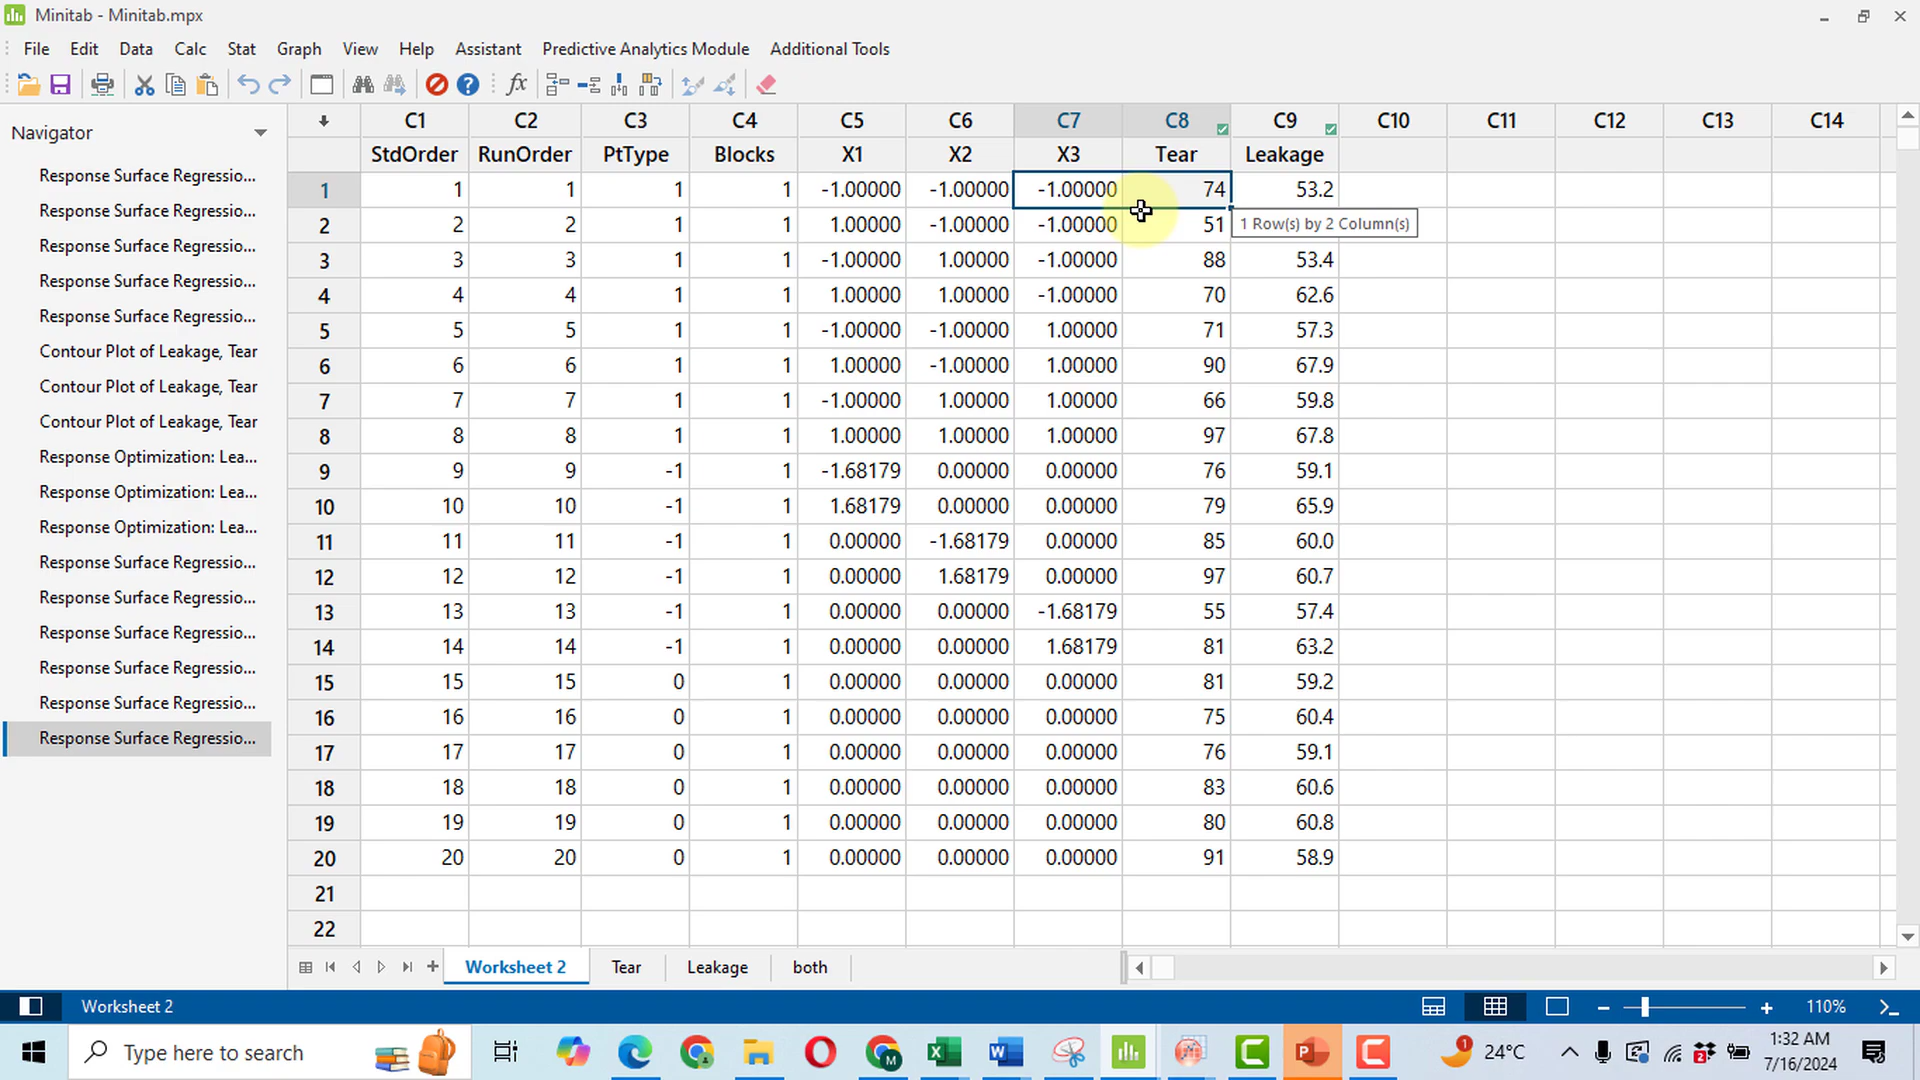 Minitab - Minitab.mpx
File Edit Data Calc Stat Graph View Help Assistant Predictive Analytics Module Additional Tools
Navigator
Response Surface Regressio...
Response Surface Regressio...
Response Surface Regressio...
Response Surface Regressio...
Response Surface Regressio...
Contour Plot of Leakage, Tear
Contour Plot of Leakage, Tear
Contour Plot of Leakage, Tear
Response Optimization: Lea...
Response Optimization: Lea...
Response Optimization: Lea...
Response Surface Regressio...
Response Surface Regressio...
Response Surface Regressio...
Response Surface Regressio...
Response Surface Regressio...
Response Surface Regressio...
C1 C2 C3 C4 C5 C6 C7 C8 C9 C10 C11 C12 C13 C14
StdOrder RunOrder PtType Blocks X1 X2 X3 Tear Leakage
1 1 1 1 1 -1.00000 -1.00000 -1.00000 74 53.2
2 2 2 1 1 1.00000 -1.00000 -1.00000 51 1 Row(s) by 2 Column(s)
3 3 3 1 1 -1.00000 1.00000 -1.00000 88 53.4
4 4 4 1 1 1.00000 1.00000 -1.00000 70 62.6
5 5 5 1 1 -1.00000 -1.00000 1.00000 71 57.3
6 6 6 1 1 1.00000 -1.00000 1.00000 90 67.9
7 7 7 1 1 -1.00000 1.00000 1.00000 66 59.8
8 8 8 1 1 1.00000 1.00000 1.00000 97 67.8
9 9 9 -1 1 -1.68179 0.00000 0.00000 76 59.1
10 10 10 -1 1 1.68179 0.00000 0.00000 79 65.9
11 11 11 -1 1 0.00000 -1.68179 0.00000 85 60.0
12 12 12 -1 1 0.00000 1.68179 0.00000 97 60.7
13 13 13 -1 1 0.00000 0.00000 -1.68179 55 57.4
14 14 14 -1 1 0.00000 0.00000 1.68179 81 63.2
15 15 15 0 1 0.00000 0.00000 0.00000 81 59.2
16 16 16 0 1 0.00000 0.00000 0.00000 75 60.4
17 17 17 0 1 0.00000 0.00000 0.00000 76 59.1
18 18 18 0 1 0.00000 0.00000 0.00000 83 60.6
19 19 19 0 1 0.00000 0.00000 0.00000 80 60.8
20 20 20 0 1 0.00000 0.00000 0.00000 91 58.9
21
22
Worksheet 2 Tear Leakage both
Worksheet 2 110%
Type here to search 24°C 1:32 AM
7/16/2024